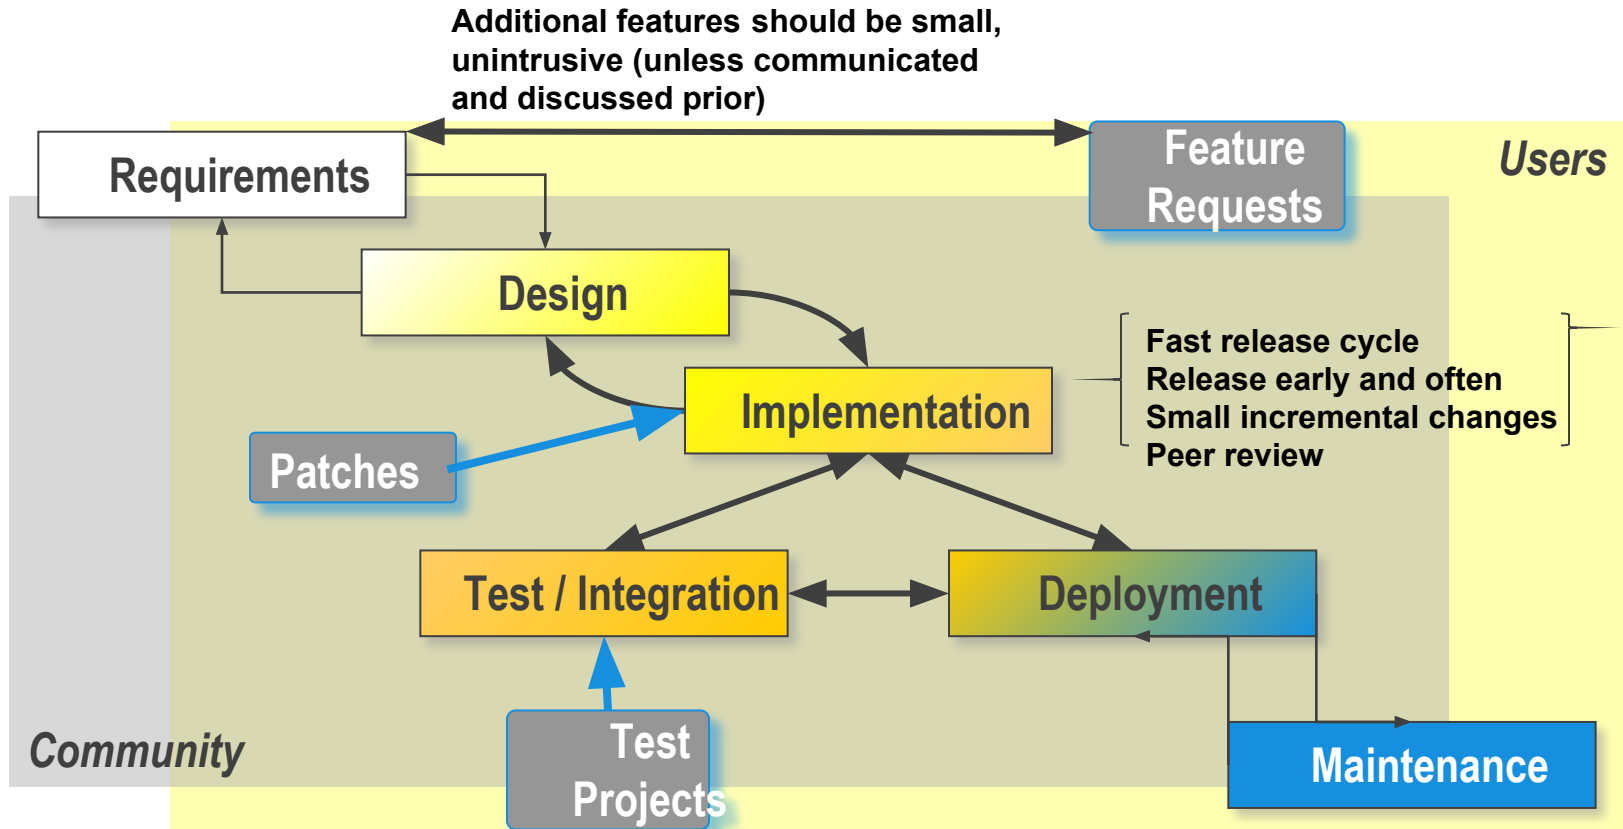 Additional features should be small,
unintrusive (unless communicated
and discussed prior)
Requirements
Feature
Requests
Users
Design
Fast release cycle
Release early and often
Small incremental changes
Peer review
Implementation
Patches
Test / Integration
Deployment
Community
Test
Projects
Maintenance